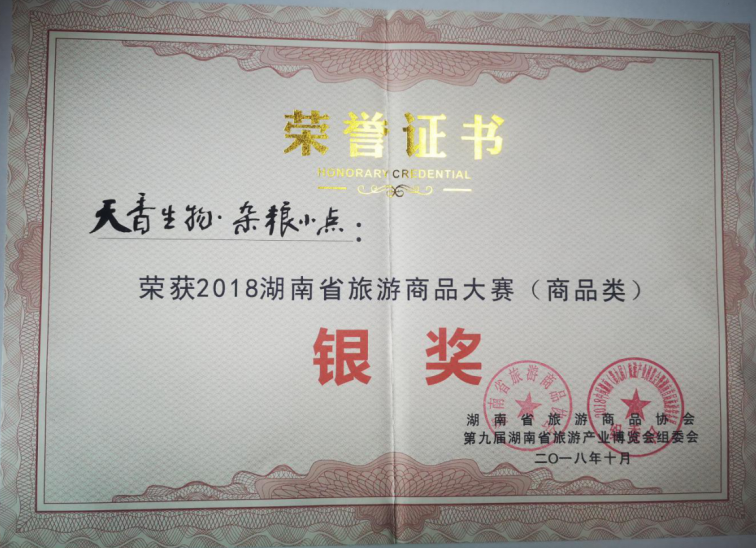 荣誉证书
HONORARY CREDENTIAL
天香生物·杂粮小点：
荣获2018湖南省旅游商品大赛（商品类）
银奖
湖南省旅游商品协会
第九届湖南省旅游产业博览会组委会
二〇一八年十月